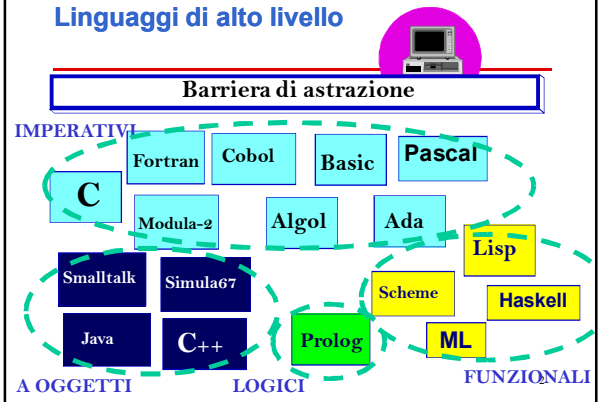 Linguaggi di alto livello
Barriera di astrazione
IMPERATIVI
Fortran
Cobol
Basic
Pascal
C
Modula-2
Algol
Ada
Lisp
Smalltalk
Simula67
Scheme
Haskell
Java
C++
Prolog
ML
A OGGETTI
LOGICI
FUNZIONALI
2